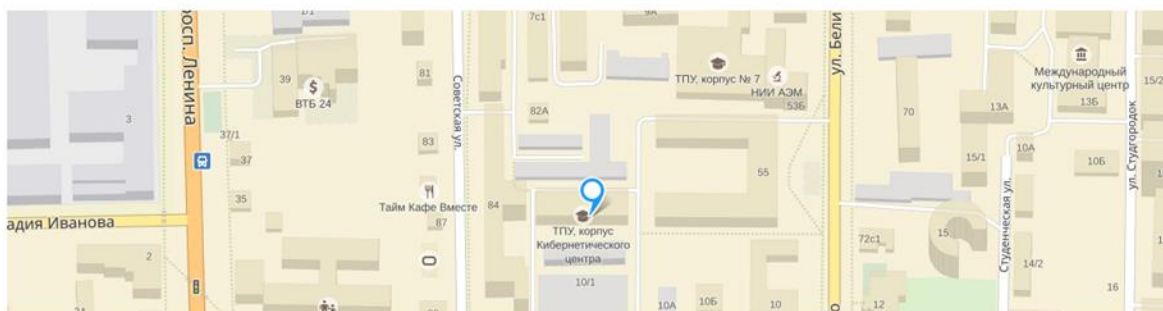 росп. Ленина
1/1
7с1
9А
39
ВТБ 24
81
Советская ул.
82А
ТПУ, корпус № 7
НИИ АЭМ
53Б
ул. Бели
70
13А
Международный
культурный центр
13Б
15/2
3
37/1
37
35
83
Тайм Кафе Вместе
87
84
55
15/1
10А
10Б
ул. Студгородок
Студенческая ул.
адия Иванова
2
ТПУ, корпус
Кибернетического
центра
10/1
10А
10Б
10
72с1
15
14/2
12
16